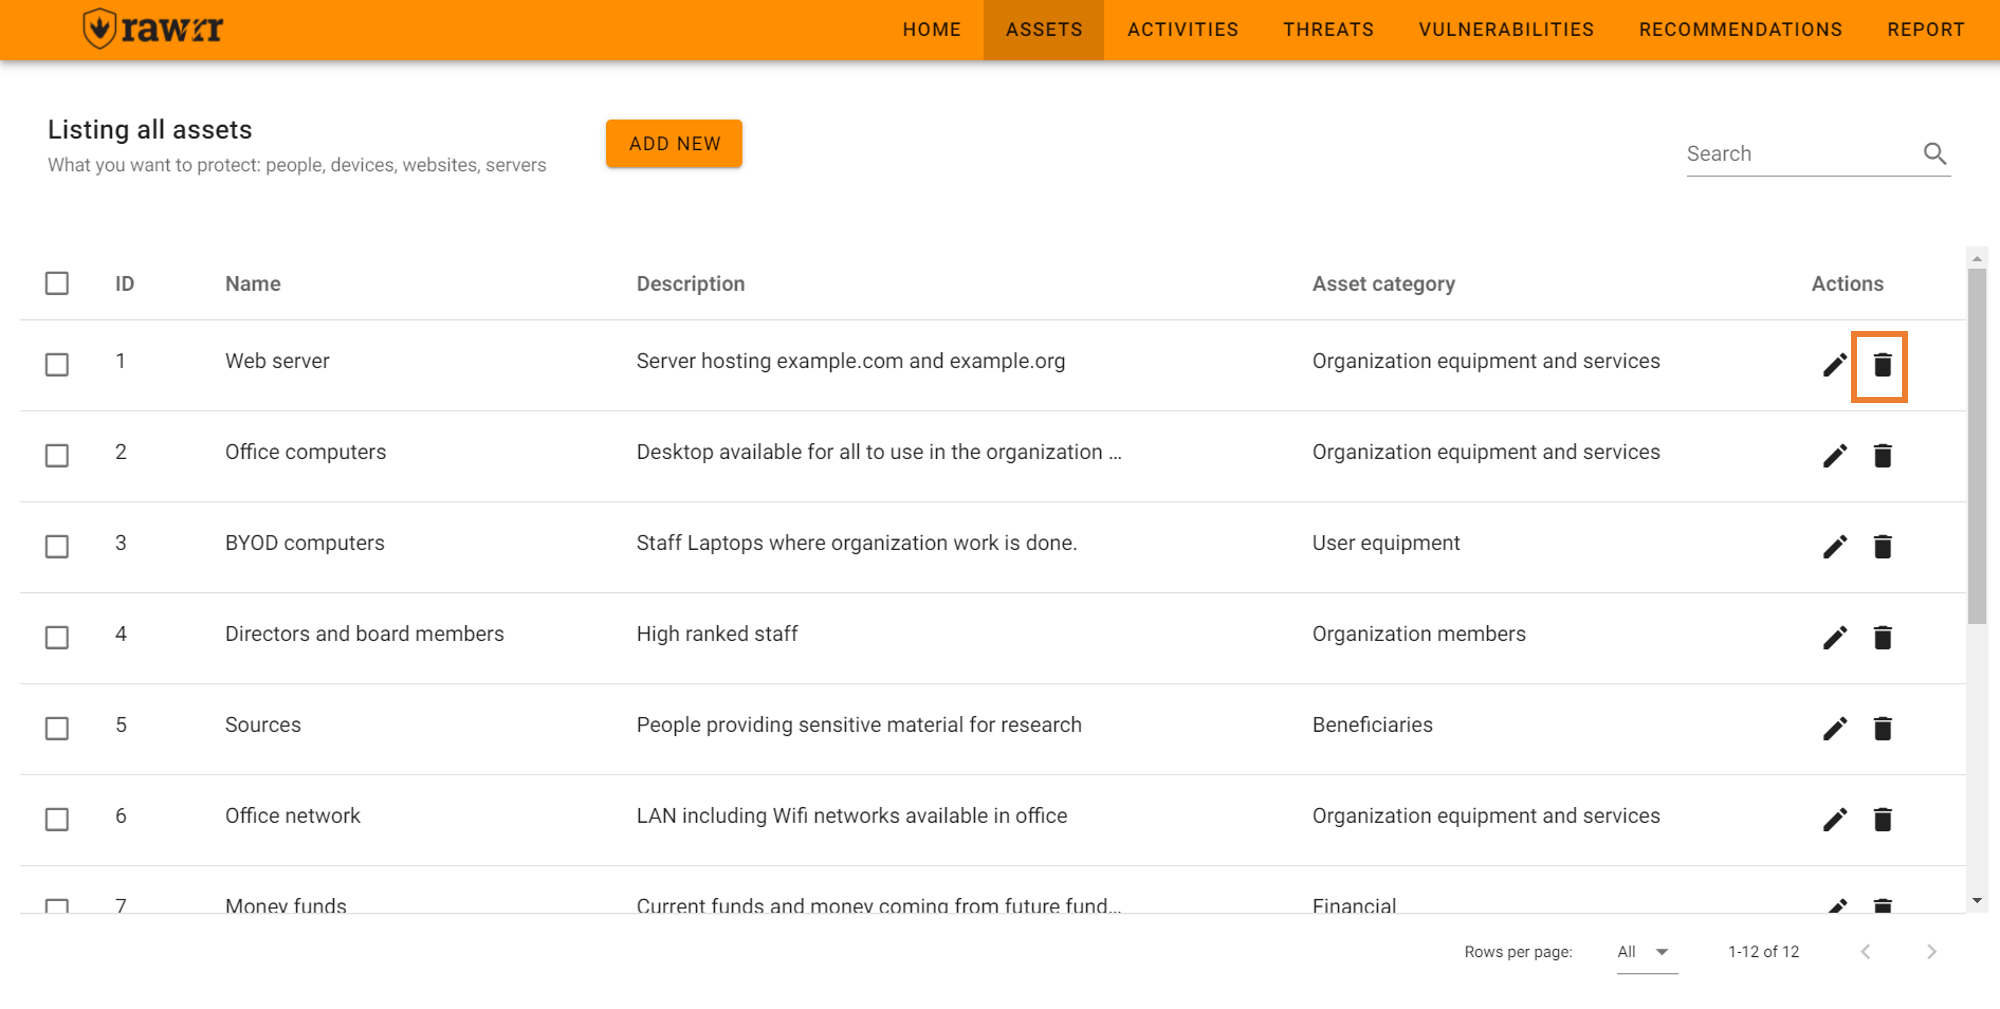 rawrr HOME ASSETS ACTIVITIES THREATS VULNERABILITIES RECOMMENDATIONS REPORT
Listing all assets
What you want to protect: people, devices, websites, servers
ADD NEW
Search
ID Name Description Asset category Actions
1 Web server Server hosting example.com and example.org Organization equipment and services
2 Office computers Desktop available for all to use in the organization ... Organization equipment and services
3 BYOD computers Staff Laptops where organization work is done. User equipment
4 Directors and board members High ranked staff Organization members
5 Sources People providing sensitive material for research Beneficiaries
6 Office network LAN including Wifi networks available in office Organization equipment and services
7 Money funds Current funds and money coming from future fund... Financial
Rows per page: All 1-12 of 12